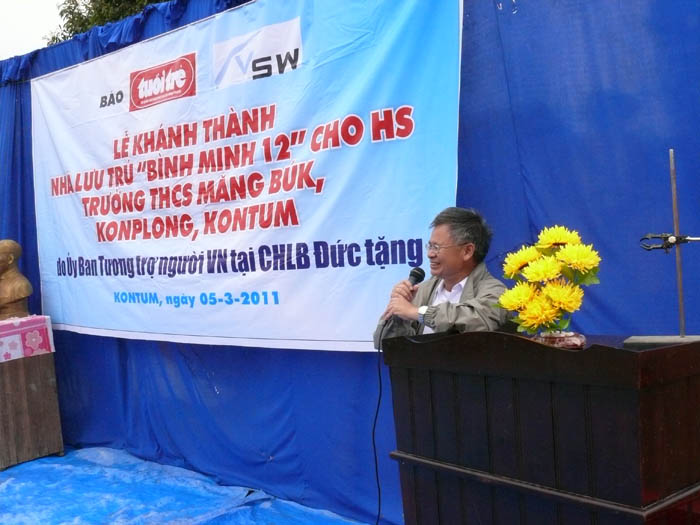 BÁO tuổi trẻ VSW
LỄ KHÁNH THÀNH
NHÀ LƯU TRÚ "BÌNH MINH 12" CHO HS
TRƯỜNG THCS MĂNG BUK,
KONPLONG, KONTUM
do Ủy Ban Tương trợ người VN tại CHLB Đức tặng
KONTUM, ngày 05-3-2011